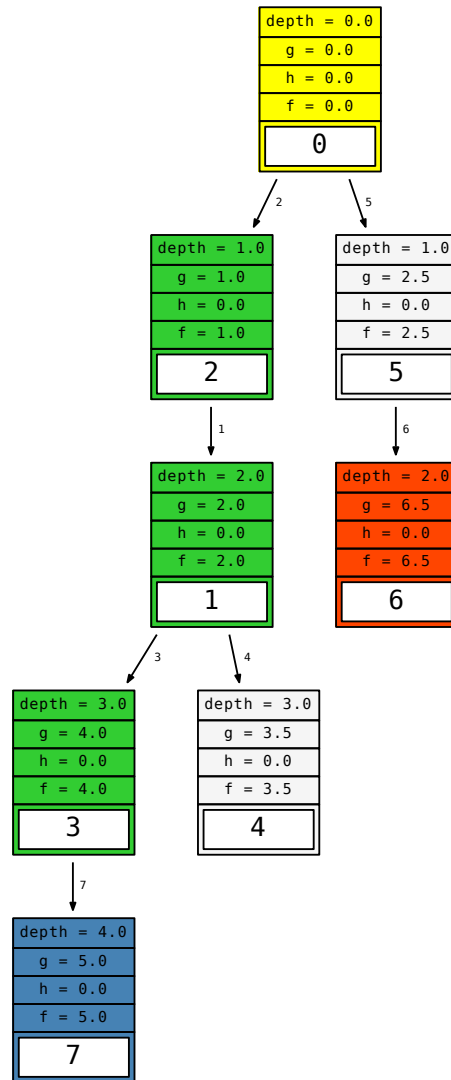 depth = 0.0
g = 0.0
h = 0.0
f = 0.0
0
2
5
depth = 1.0
g = 1.0
h = 0.0
f = 1.0
2
depth = 1.0
g = 2.5
h = 0.0
f = 2.5
5
1
6
depth = 2.0
g = 2.0
h = 0.0
f = 2.0
1
depth = 2.0
g = 6.5
h = 0.0
f = 6.5
6
3
4
depth = 3.0
g = 4.0
h = 0.0
f = 4.0
3
depth = 3.0
g = 3.5
h = 0.0
f = 3.5
4
7
depth = 4.0
g = 5.0
h = 0.0
f = 5.0
7